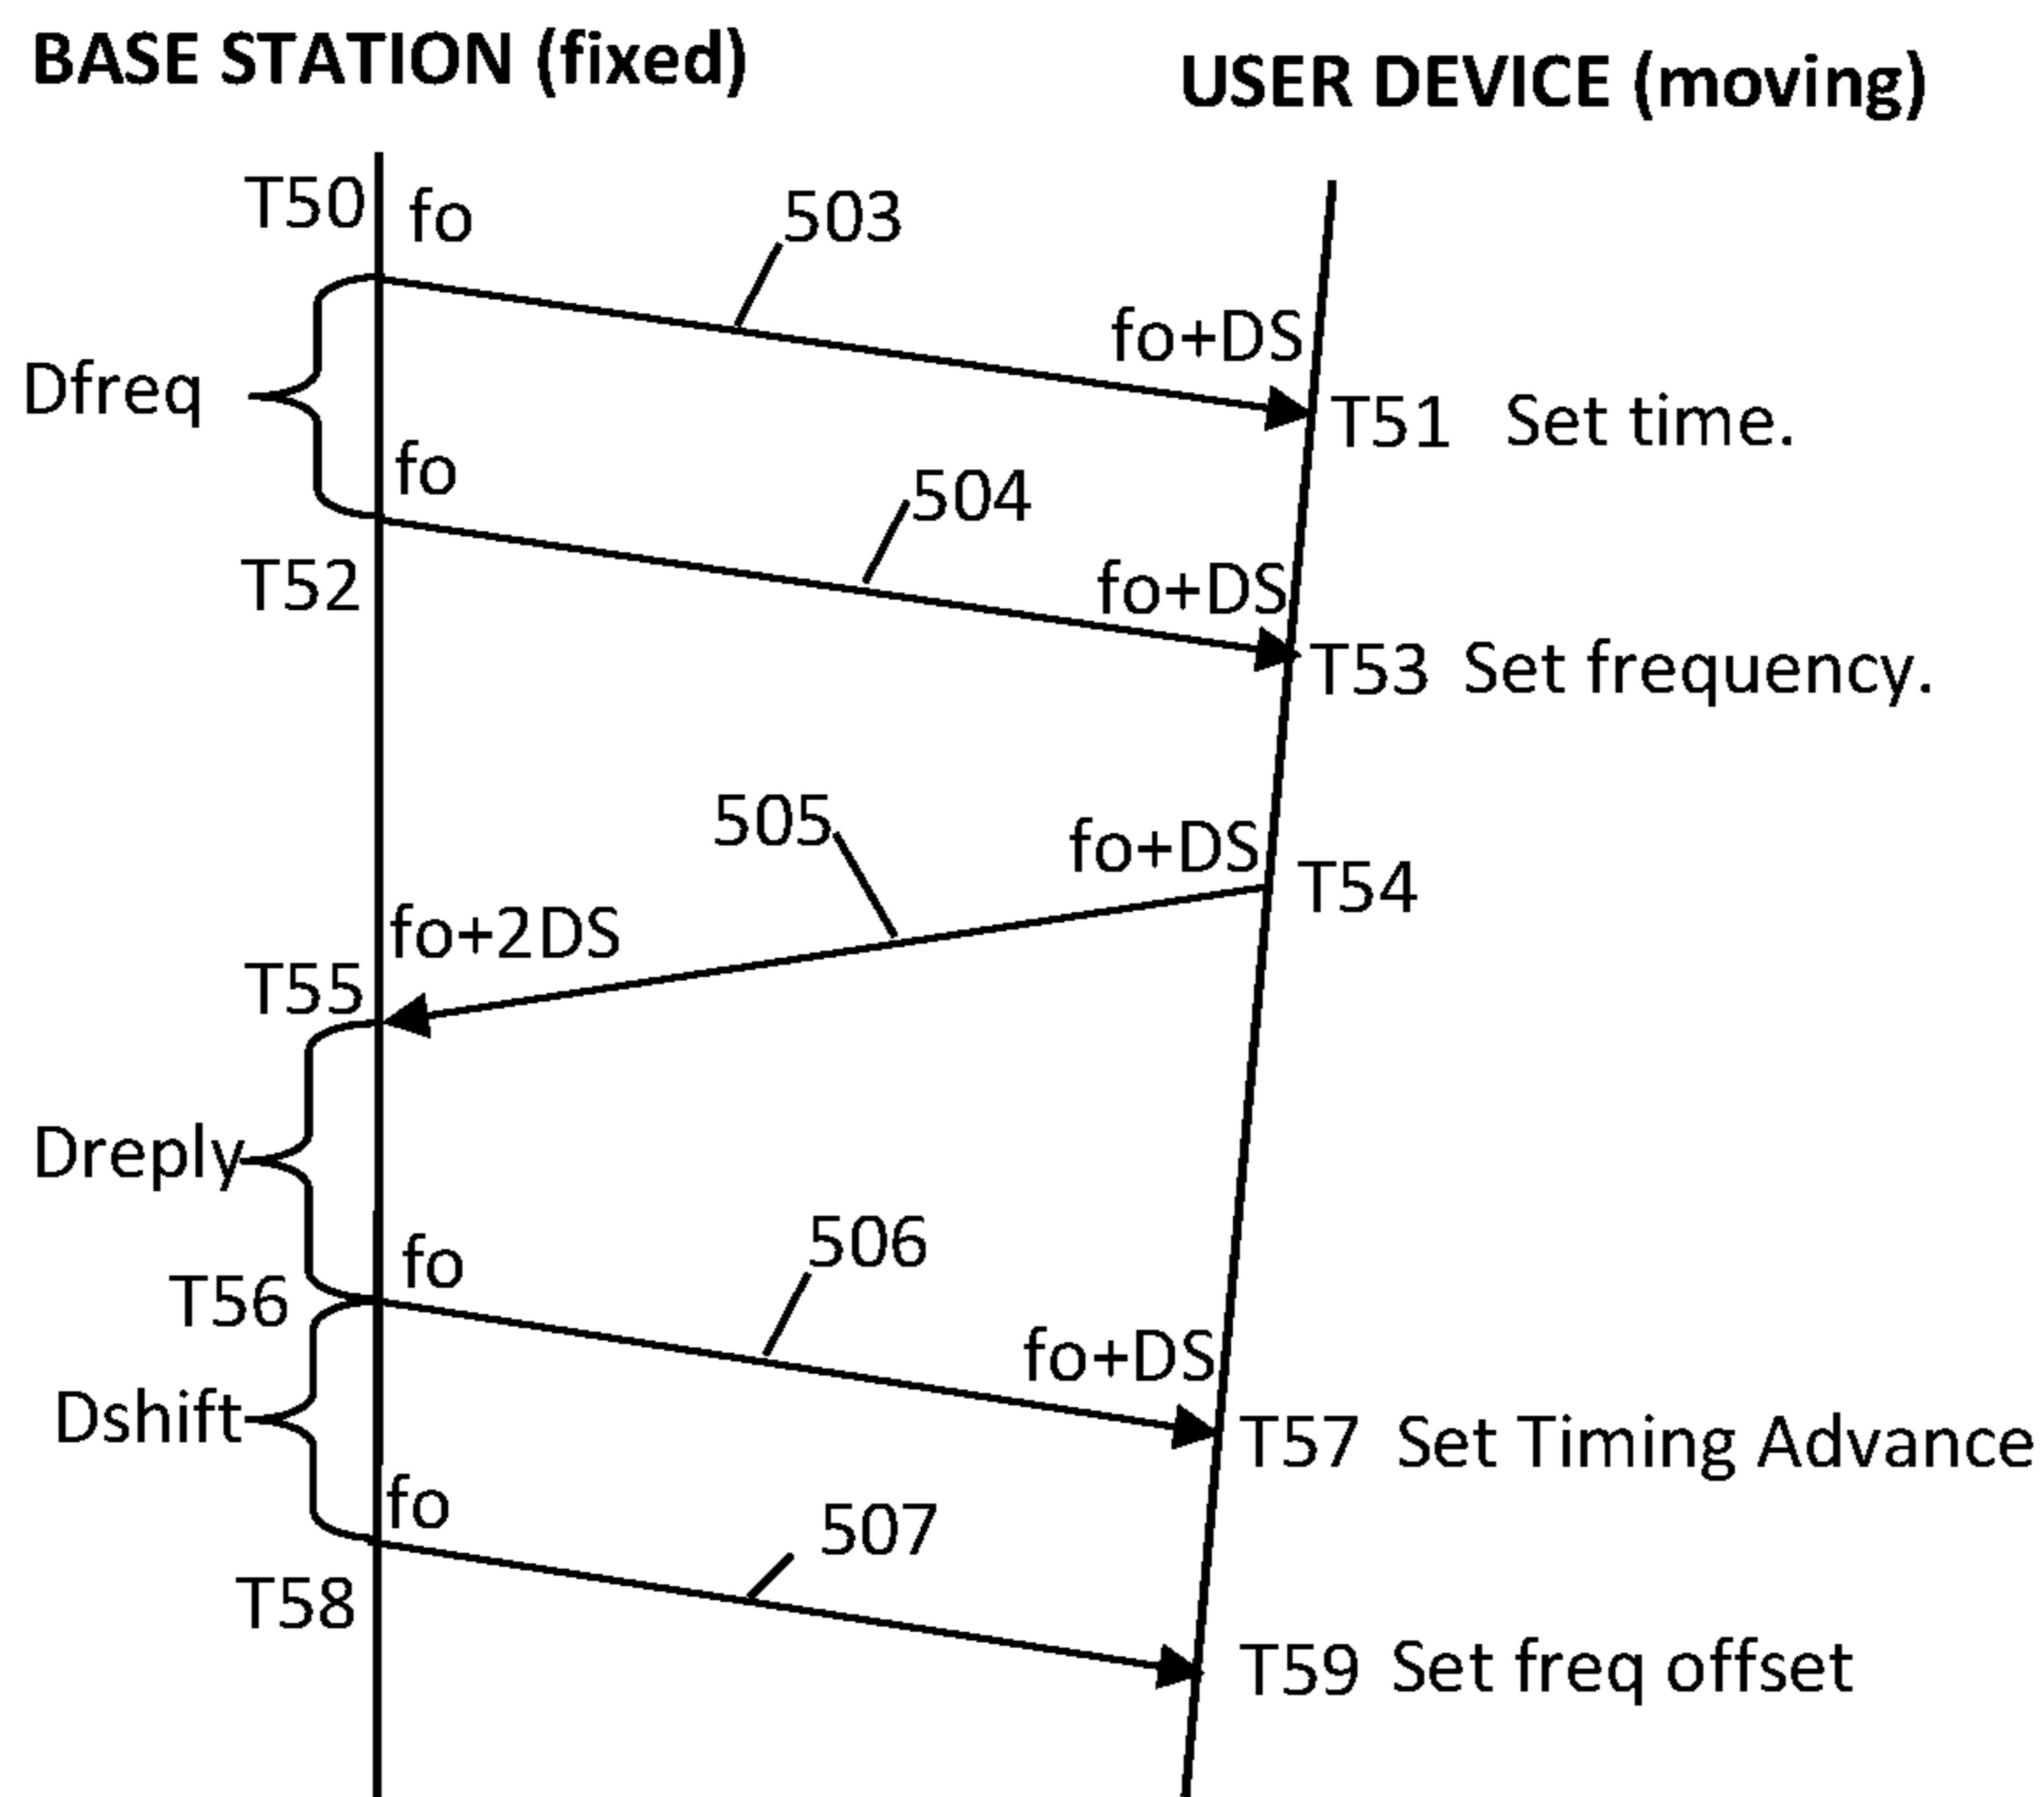 BASE STATION (fixed)
USER DEVICE (moving)
T50
fo
503
fo+DS
Dfreq
T51 Set time.
fo
504
T52
fo+DS
T53 Set frequency.
505
fo+DS
T54
fo+2DS
T55
Dreply
506
fo
T56
fo+DS
Dshift
T57 Set Timing Advance
fo
507
T58
T59 Set freq offset